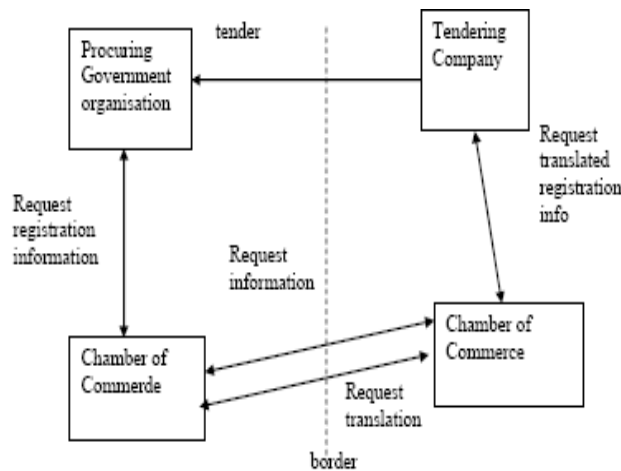 tender
Procuring
Government
organisation
Tendering
Company
Request
translated
registration
info
Request
registration
information
Request
information
Chamber of
Commerde
Chamber of
Commerce
Request
translation
border